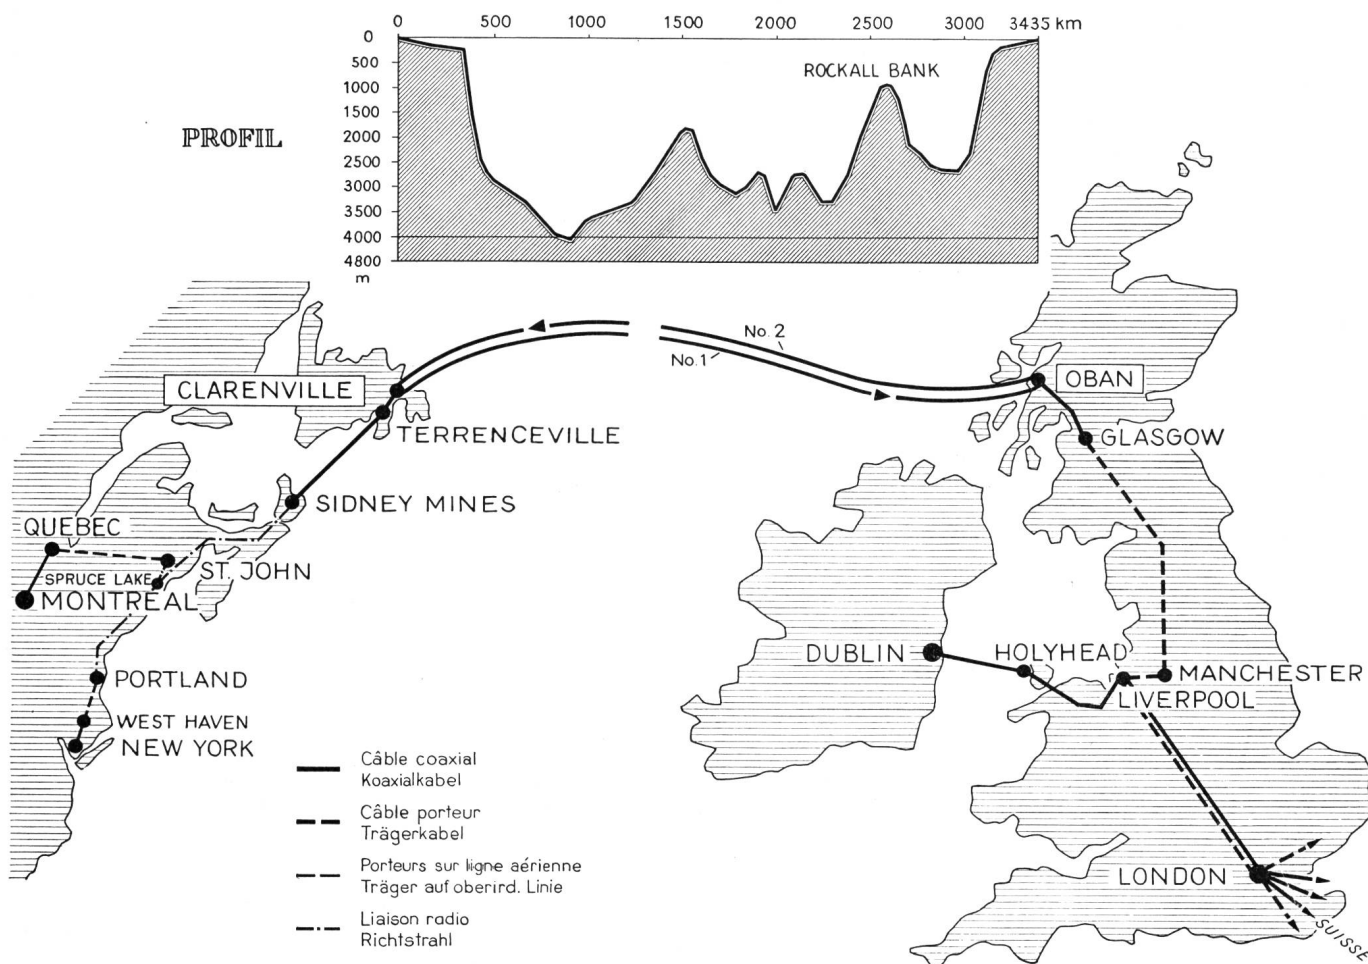 0 500 1000 1500 2000 2500 3000 3435 km
0
500
1000
1500
2000
2500
3000
3500
4000
4800
m
ROCKALL BANK
PROFIL
No. 2
No. 1
CLARENVILLE
OBAN
TERRENCEVILLE
GLASGOW
SIDNEY MINES
QUEBEC
ST. JOHN
SPRUCE LAKE
MONTREAL
DUBLIN
HOLYHEAD
MANCHESTER
LIVERPOOL
PORTLAND
WEST HAVEN
NEW YORK
Câble coaxial
Koaxialkabel
Câble porteur
Trägerkabel
Porteurs sur ligne aérienne
Träger auf oberird. Linie
Liaison radio
Richtstrahl
LONDON
SUISSE